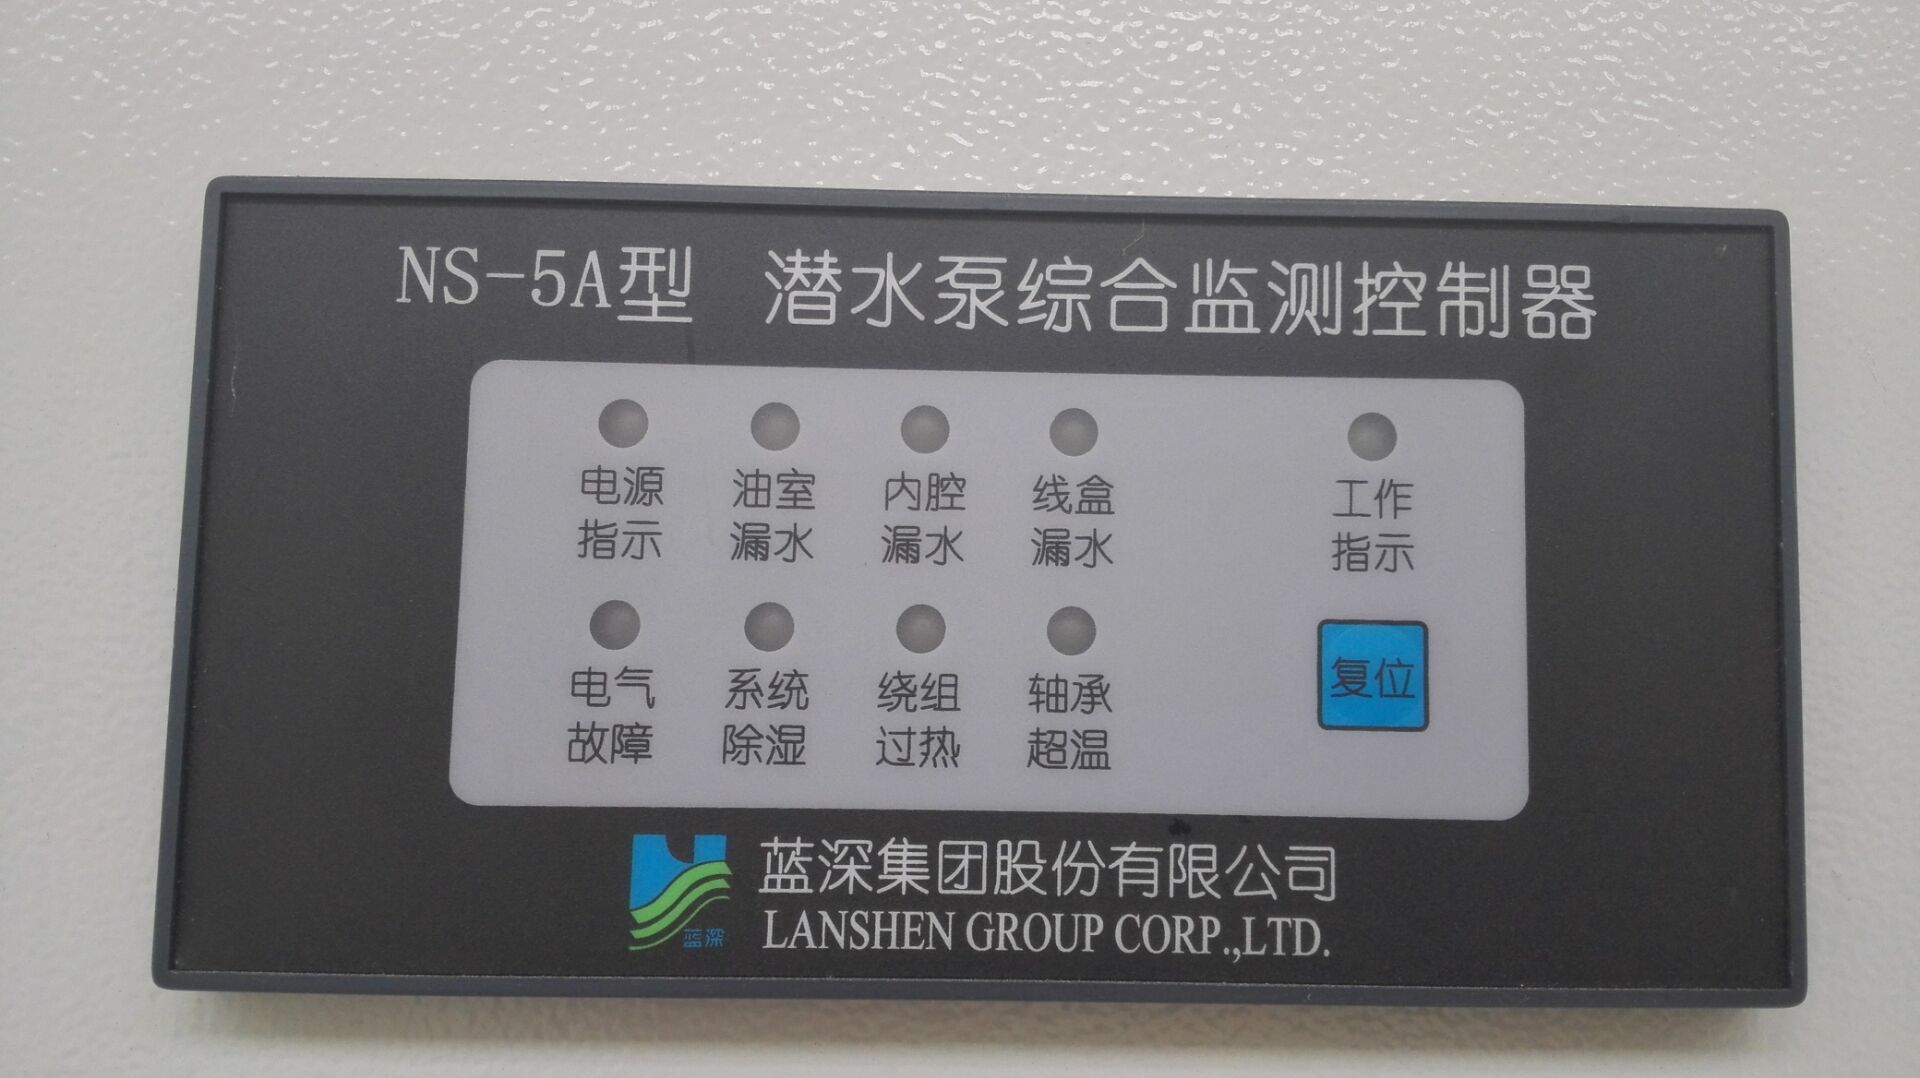 NS-5A型 潜水泵综合监测控制器
电源 油室 内腔 线盒 工作
指示 漏水 漏水 漏水 指示
复位
电气 系统 绕组 轴承
故障 除湿 过热 超温
蓝深集团股份有限公司
蓝深 LANSHEN GROUP CORP.,LTD.